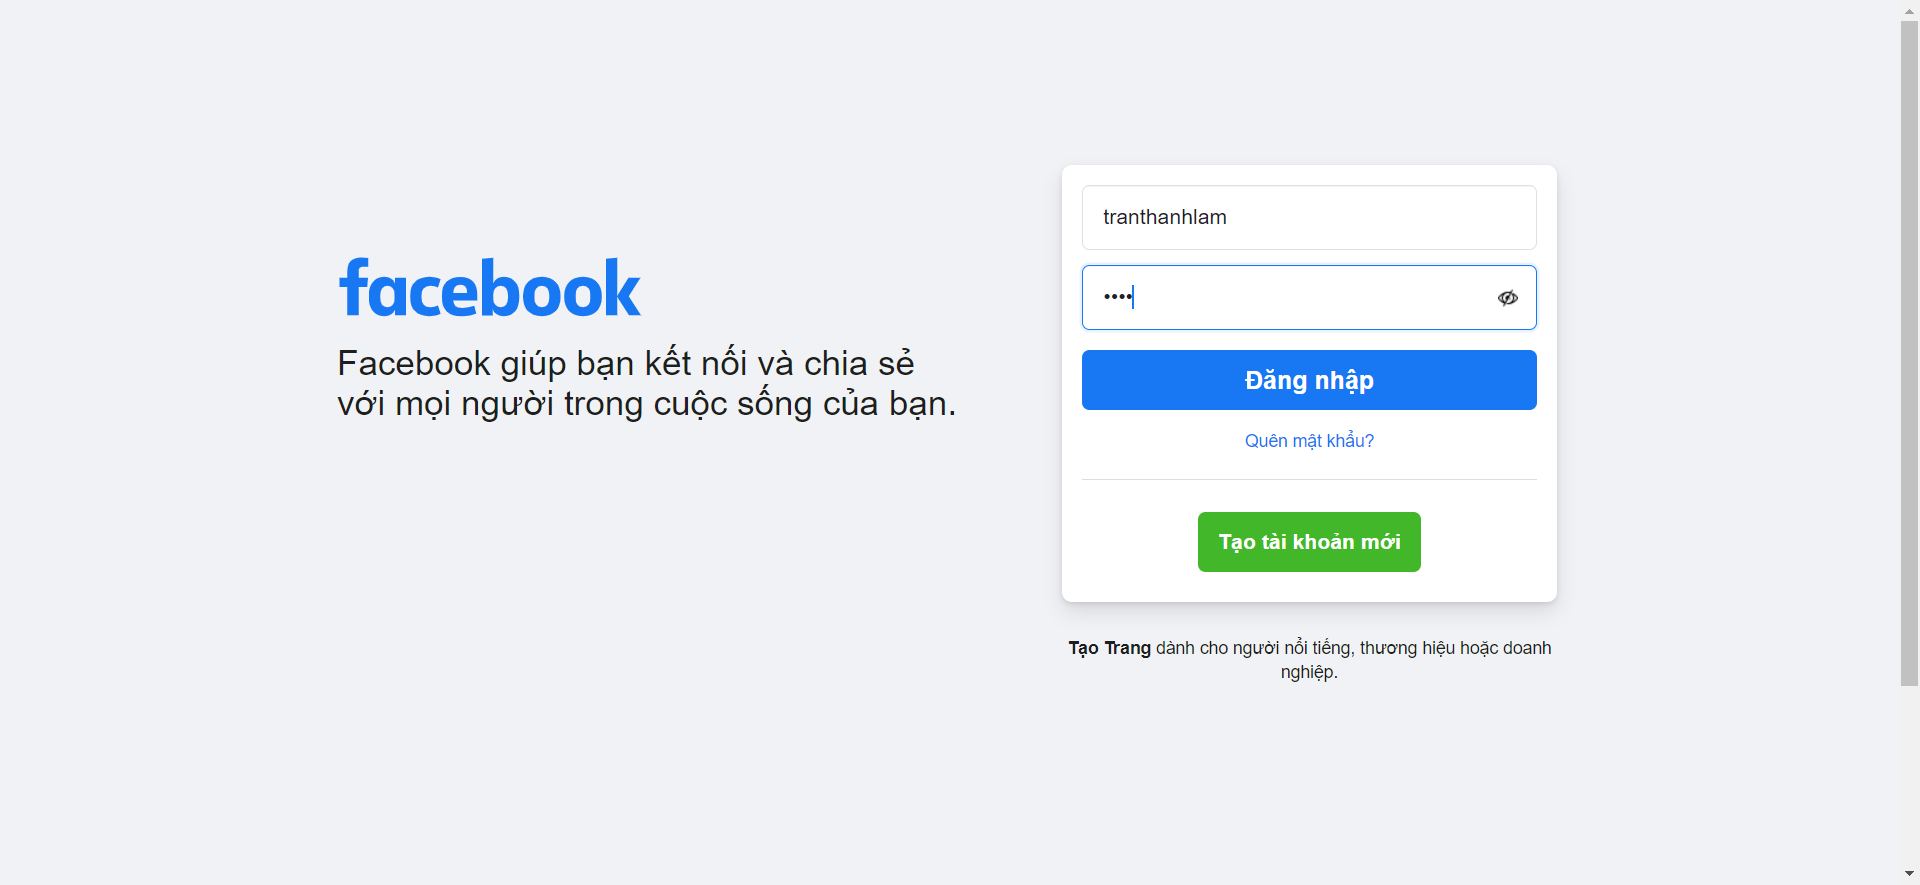 facebook
Facebook giúp bạn kết nối và chia sẻ
với mọi người trong cuộc sống của bạn.
tranthanhlam
••••
Đăng nhập
Quên mật khẩu?
Tạo tài khoản mới
Tạo Trang dành cho người nổi tiếng, thương hiệu hoặc doanh
nghiệp.